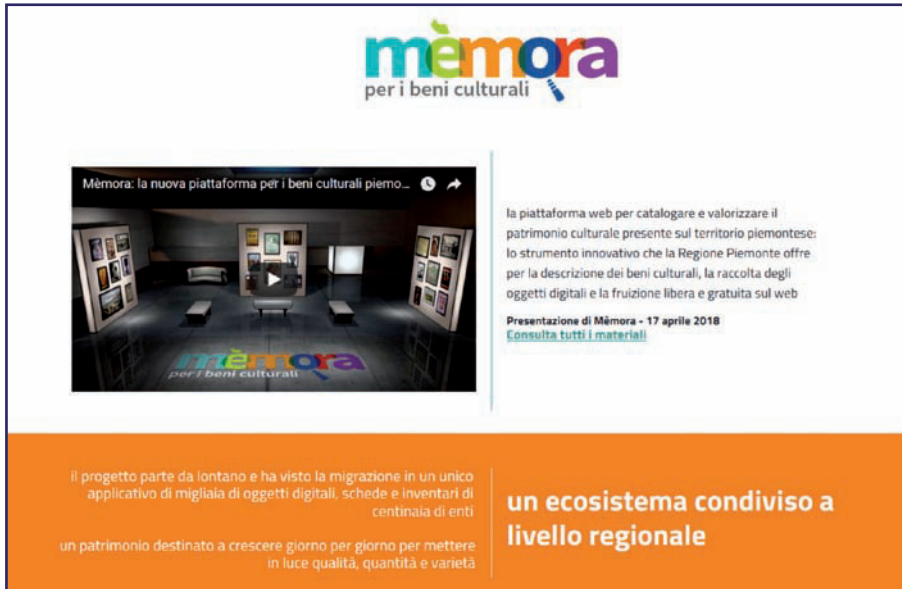 mèmora
per i beni culturali
Mèmora: la nuova piattaforma per i beni culturali piemo...
mèmora
per i beni culturali
la piattaforma web per catalogare e valorizzare il
patrimonio culturale presente sul territorio piemontese:
lo strumento innovativo che la Regione Piemonte offre
per la descrizione dei beni culturali, la raccolta degli
oggetti digitali e la fruizione libera e gratuita sul web
Presentazione di Mèmora - 17 aprile 2018
Consulta tutti i materiali
il progetto parte da lontano e ha visto la migrazione in un unico
applicativo di migliaia di oggetti digitali, schede e inventari di
centinaia di enti
un patrimonio destinato a crescere giorno per giorno per mettere
in luce qualità, quantità e varietà
un ecosistema condiviso a
livello regionale